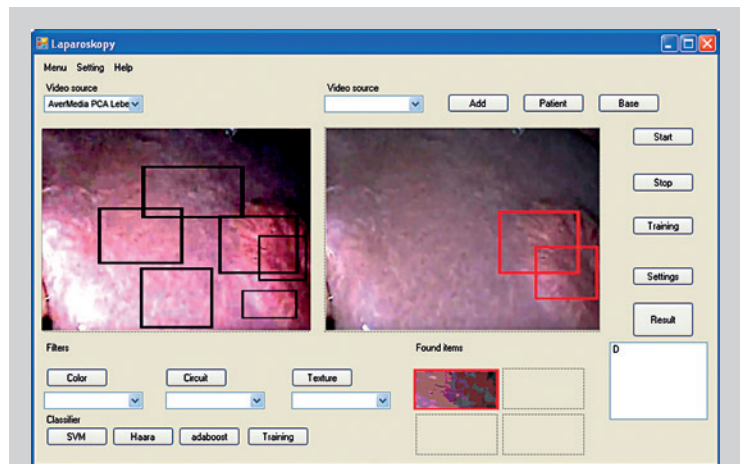 Laparoskopy
Menu Setting Help
Video source
Video source
AverMedia PCA Lebe
Add
Patient
Base
Start
Stop
Training
Settings
Result
Filters
Found items
D
Color
Circuit
Texture
Classifier
SVM
Haara
adaboost
Training